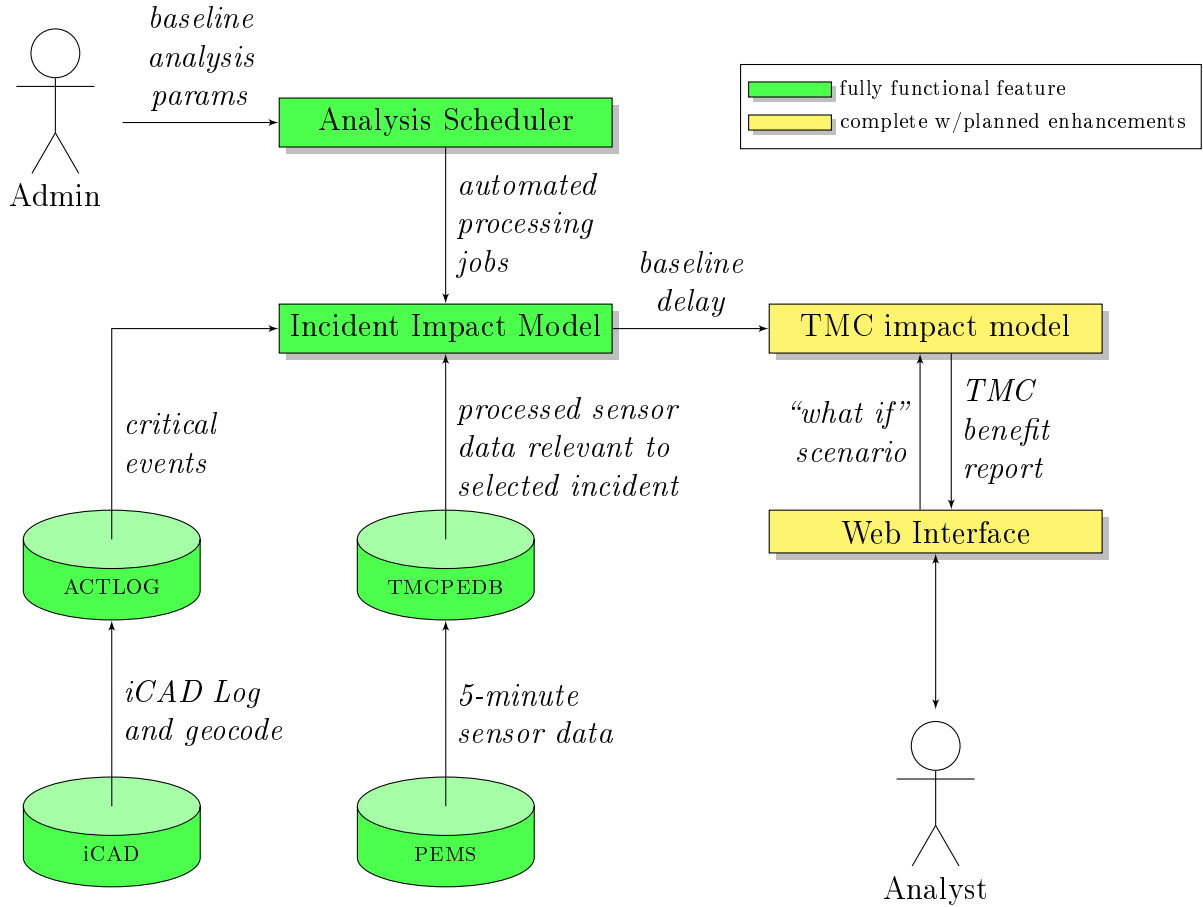 baseline
analysis
params
Admin
Analysis Scheduler
fully functional feature
complete w/planned enhancements
automated
processing
jobs
baseline
delay
Incident Impact Model
TMC impact model
critical
events
processed sensor
data relevant to
selected incident
“what if”
scenario
TMC
benefit
report
ACTLOG
TMCPEDB
Web Interface
iCAD Log
and geocode
5-minute
sensor data
iCAD
PEMS
Analyst